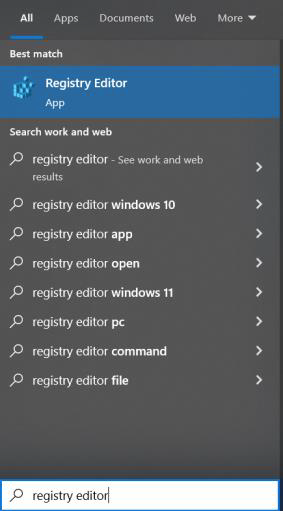 All Apps Documents Web More
Best match
Registry Editor
App
Search work and web
registry editor - See work and web
results
registry editor windows 10
registry editor app
registry editor open
registry editor windows 11
registry editor pc
registry editor command
registry editor file
registry editor